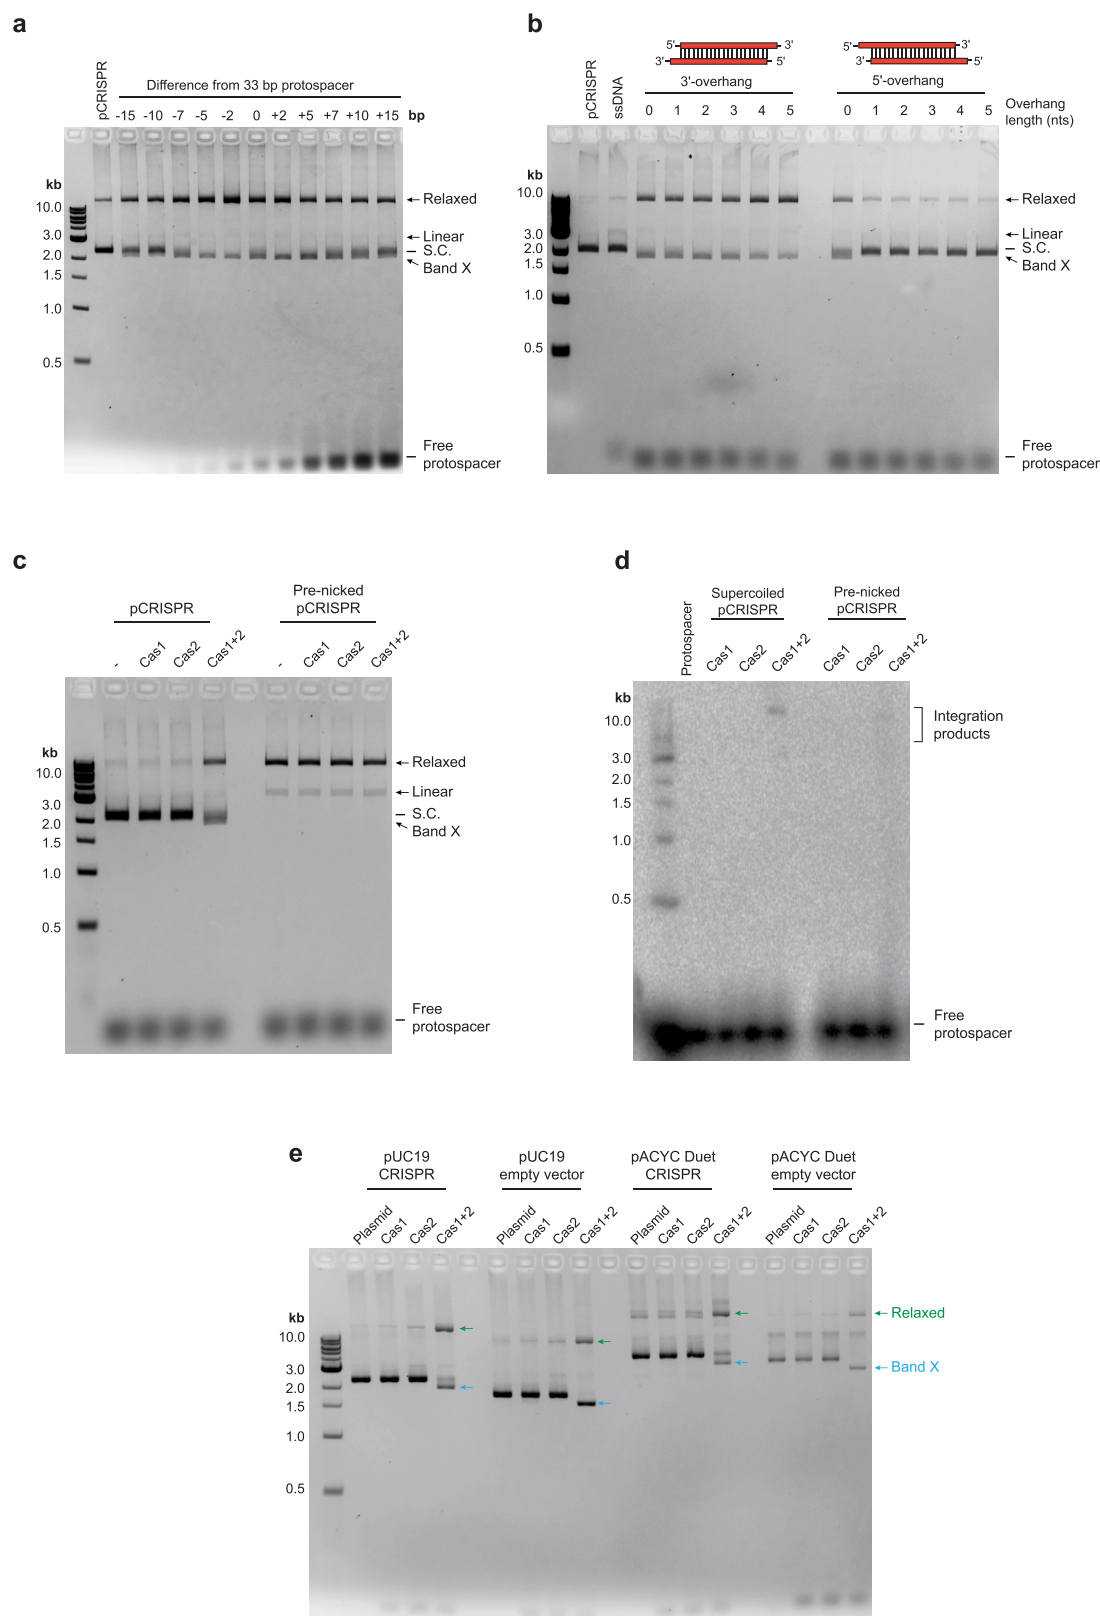 a
pCRISPR
Difference from 33 bp protospacer
-15 -10 -7 -5 -2 0 +2 +5 +7 +10 +15 bp
kb
10.0
3.0
2.0
1.5
1.0
0.5
Relaxed
Linear
S.C.
Band X
Free
protospacer
b
pCRISPR
ssDNA
5' 3'
3' 5'
3'-overhang
0 1 2 3 4 5
5' 3'
3' 5'
5'-overhang
0 1 2 3 4 5
Overhang
length (nts)
kb
10.0
3.0
2.0
1.5
1.0
0.5
Relaxed
Linear
S.C.
Band X
Free
protospacer
c
pCRISPR
- Cas1 Cas2 Cas1+2
Pre-nicked
pCRISPR
- Cas1 Cas2 Cas1+2
kb
10.0
3.0
2.0
1.5
1.0
0.5
Relaxed
Linear
S.C.
Band X
Free
protospacer
d
Protospacer
Supercoiled
pCRISPR
Cas1 Cas2 Cas1+2
Pre-nicked
pCRISPR
Cas1 Cas2 Cas1+2
kb
10.0
3.0
2.0
1.5
1.0
0.5
Integration
products
Free
protospacer
e
pUC19
CRISPR
Plasmid Cas1 Cas2 Cas1+2
pUC19
empty vector
Plasmid Cas1 Cas2 Cas1+2
pACYC Duet
CRISPR
Plasmid Cas1 Cas2 Cas1+2
pACYC Duet
empty vector
Plasmid Cas1 Cas2 Cas1+2
kb
10.0
3.0
2.0
1.5
1.0
0.5
Relaxed
Band X